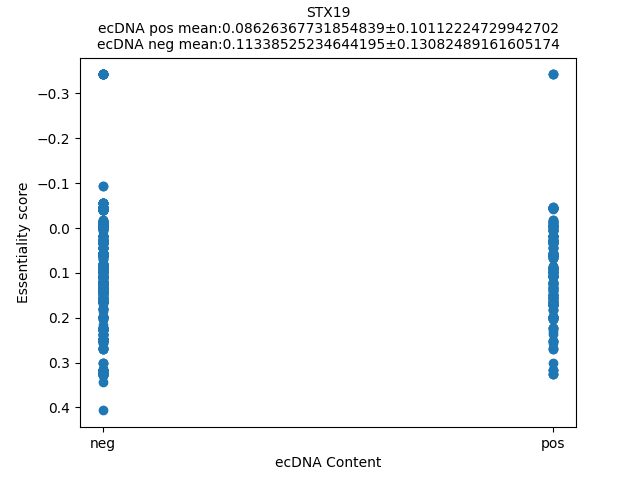 STX19
ecDNA pos mean:0.08626367731854839±0.10112224729942702
ecDNA neg mean:0.11338525234644195±0.13082489161605174
−0.3
−0.2
−0.1
0.0
0.1
0.2
0.3
0.4
Essentiality score
neg
pos
ecDNA Content